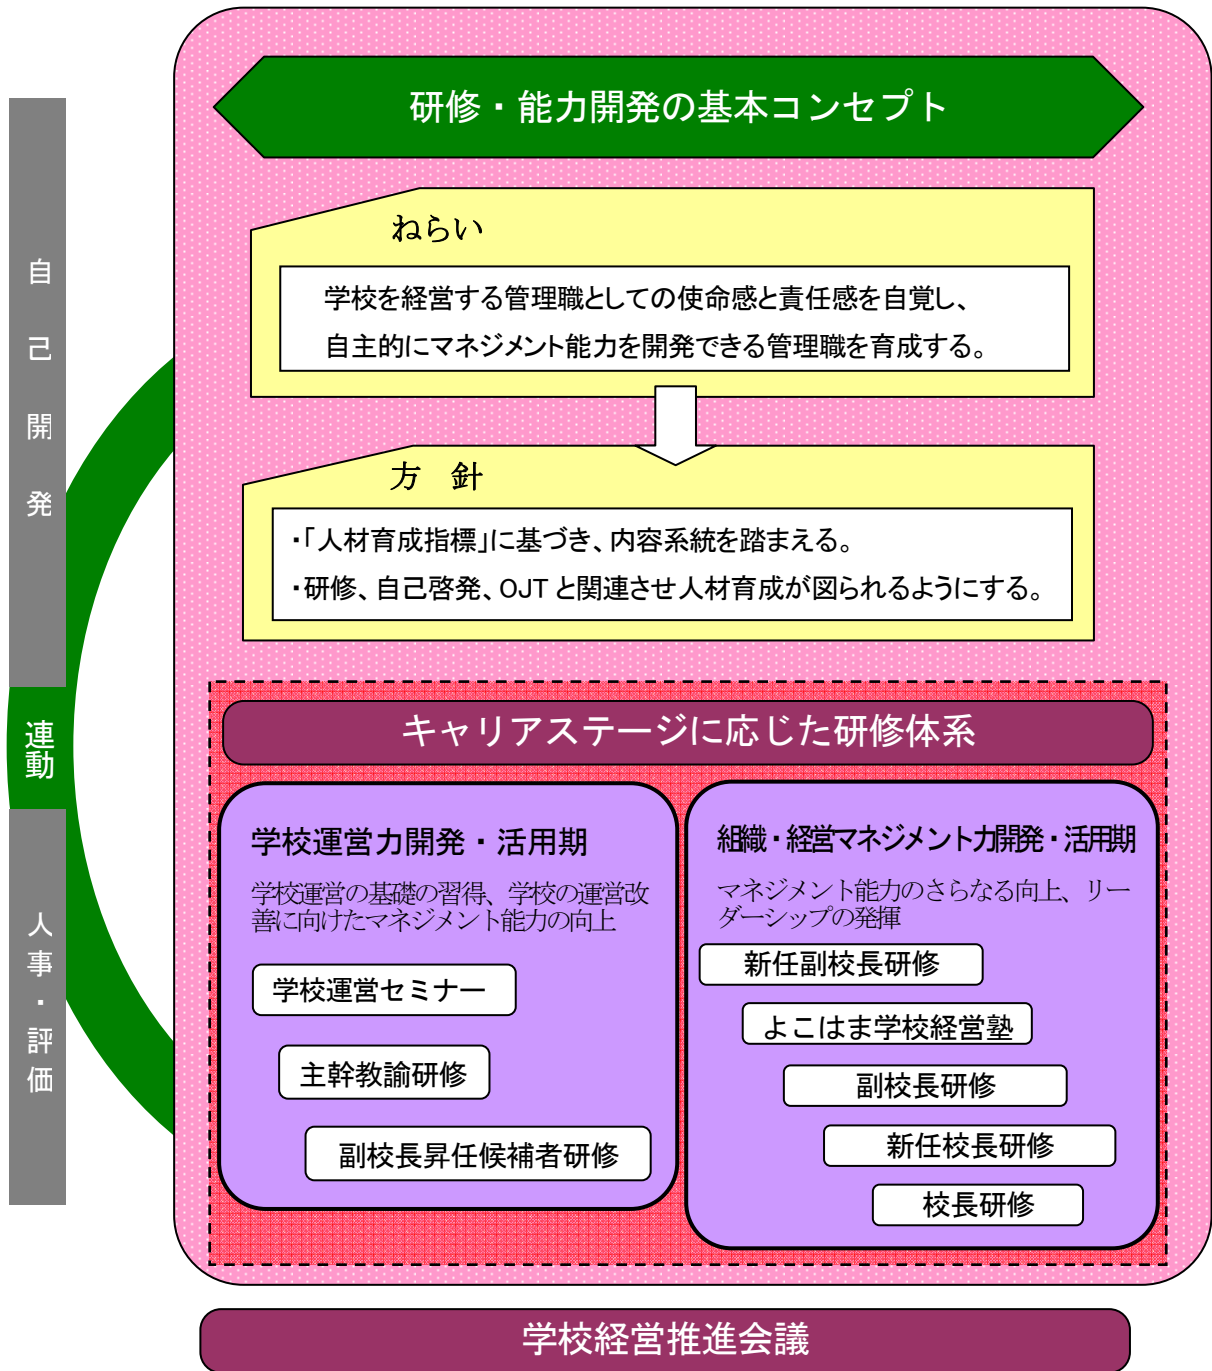 研修・能力開発の基本コンセプト
ねらい
学校を経営する管理職としての使命感と責任感を自覚し、
自主的にマネジメント能力を開発できる管理職を育成する。
方　針
・「人材育成指標」に基づき、内容系統を踏まえる。
・研修、自己啓発、OJTと関連させ人材育成が図られるようにする。
自己開発
連動
人事・評価
キャリアステージに応じた研修体系
学校運営力開発・活用期
学校運営の基礎の習得、学校の運営改
善に向けたマネジメント能力の向上
学校運営セミナー
主幹教諭研修
副校長昇任候補者研修
組織・経営マネジメント力開発・活用期
マネジメント能力のさらなる向上、リー
ダーシップの発揮
新任副校長研修
よこはま学校経営塾
副校長研修
新任校長研修
校長研修
学校経営推進会議